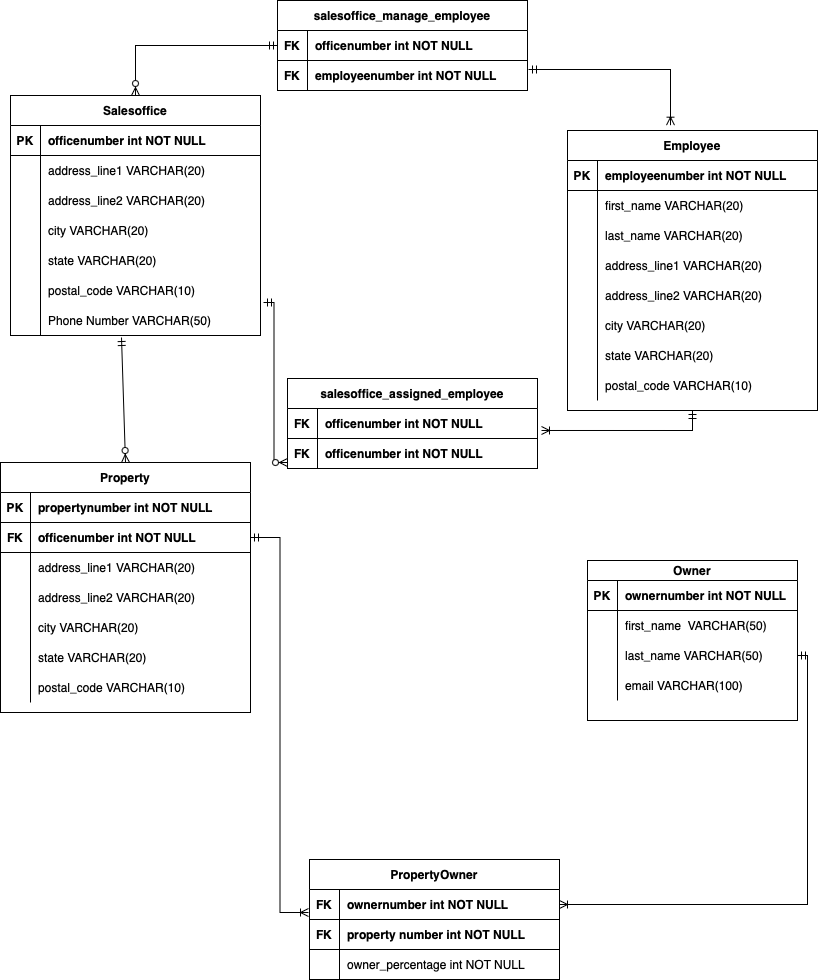 salesoffice_manage_employee
FK officenumber int NOT NULL
FK employeenumber int NOT NULL
Salesoffice
PK officenumber int NOT NULL
address_line1 VARCHAR(20)
address_line2 VARCHAR(20)
city VARCHAR(20)
state VARCHAR(20)
postal_code VARCHAR(10)
Phone Number VARCHAR(50)
Employee
PK employeenumber int NOT NULL
first_name VARCHAR(20)
last_name VARCHAR(20)
address_line1 VARCHAR(20)
address_line2 VARCHAR(20)
city VARCHAR(20)
state VARCHAR(20)
postal_code VARCHAR(10)
salesoffice_assigned_employee
FK officenumber int NOT NULL
FK officenumber int NOT NULL
Property
PK propertynumber int NOT NULL
FK officenumber int NOT NULL
address_line1 VARCHAR(20)
address_line2 VARCHAR(20)
city VARCHAR(20)
state VARCHAR(20)
postal_code VARCHAR(10)
Owner
PK ownernumber int NOT NULL
first_name VARCHAR(50)
last_name VARCHAR(50)
email VARCHAR(100)
PropertyOwner
FK ownernumber int NOT NULL
FK property number int NOT NULL
owner_percentage int NOT NULL